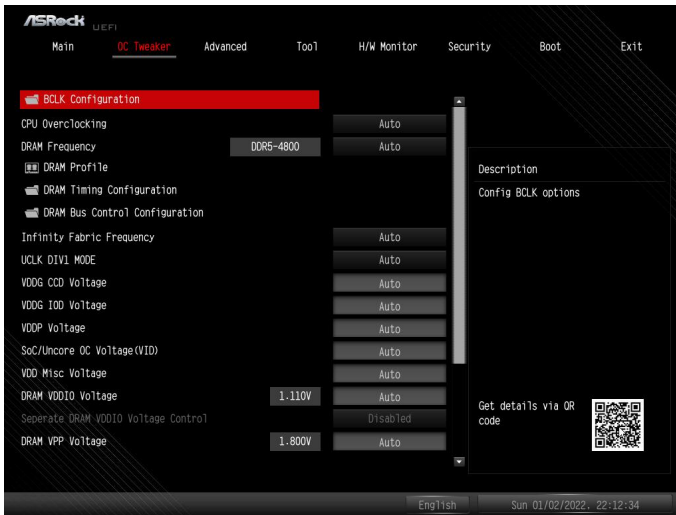 ASRock UEFI
Main OC Tweaker Advanced Tool H/W Monitor Security Boot Exit
BCLK Configuration
CPU Overclocking Auto
DRAM Frequency DDR5-4800 Auto
DRAM Profile
DRAM Timing Configuration
DRAM Bus Control Configuration
Infinity Fabric Frequency Auto
UCLK DIV1 MODE Auto
VDDG CCD Voltage Auto
VDDG IOD Voltage Auto
VDDP Voltage Auto
SoC/Uncore OC Voltage(VID) Auto
VDD Misc Voltage Auto
DRAM VDDIO Voltage 1.110V Auto
Seperate DRAM VDDIO Voltage Control Disabled
DRAM VPP Voltage 1.800V Auto
Description
Config BCLK options
Get details via QR
code
English Sun 01/02/2022. 22:12:34